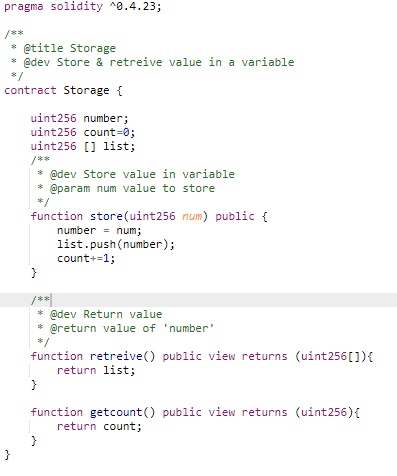 pragma solidity ^0.4.23;
/**
 * @title Storage
 * @dev Store & retreive value in a variable
 */
contract Storage {
    uint256 number;
    uint256 count=0;
    uint256 [] list;
    /**
     * @dev Store value in variable
     * @param num value to store
     */
    function store(uint256 num) public {
        number = num;
        list.push(number);
        count+=1;
    }
    /**
     * @dev Return value
     * @return value of 'number'
     */
    function retreive() public view returns (uint256[]){
        return list;
    }
    function getcount() public view returns (uint256){
        return count;
    }
}